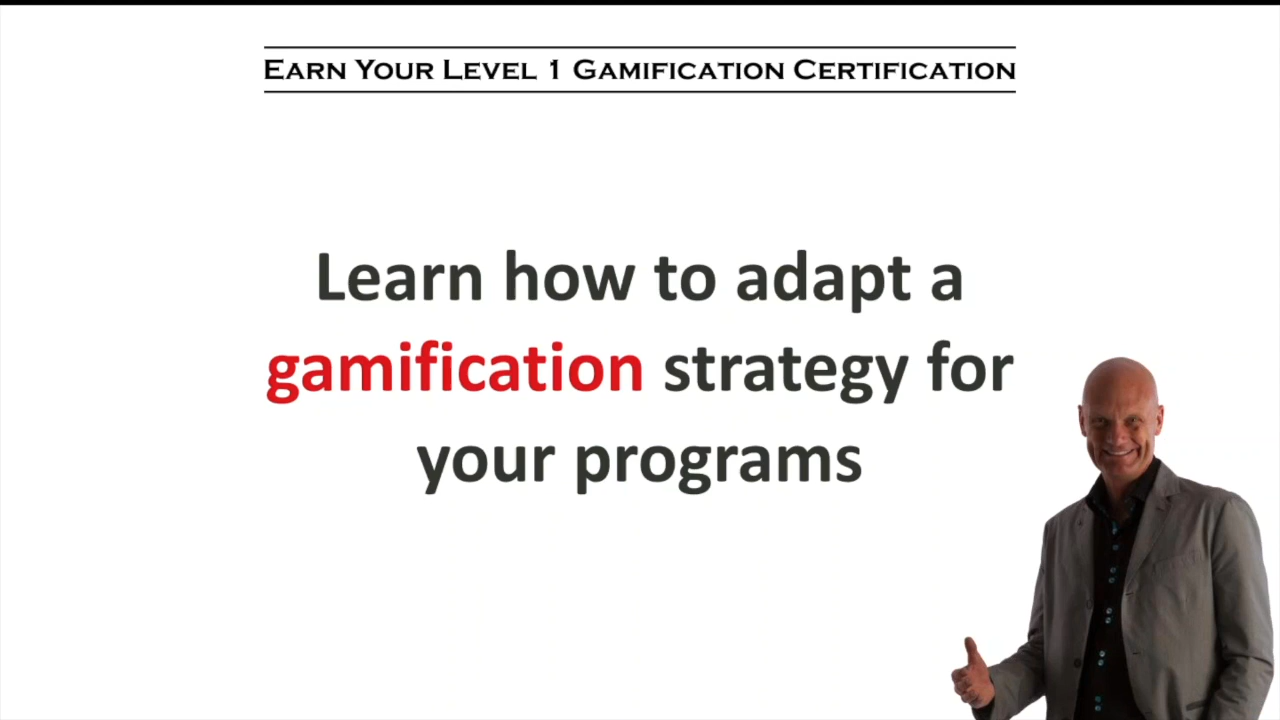 Earn Your Level 1 Gamification Certification
Learn how to adapt a
gamification strategy for
your programs